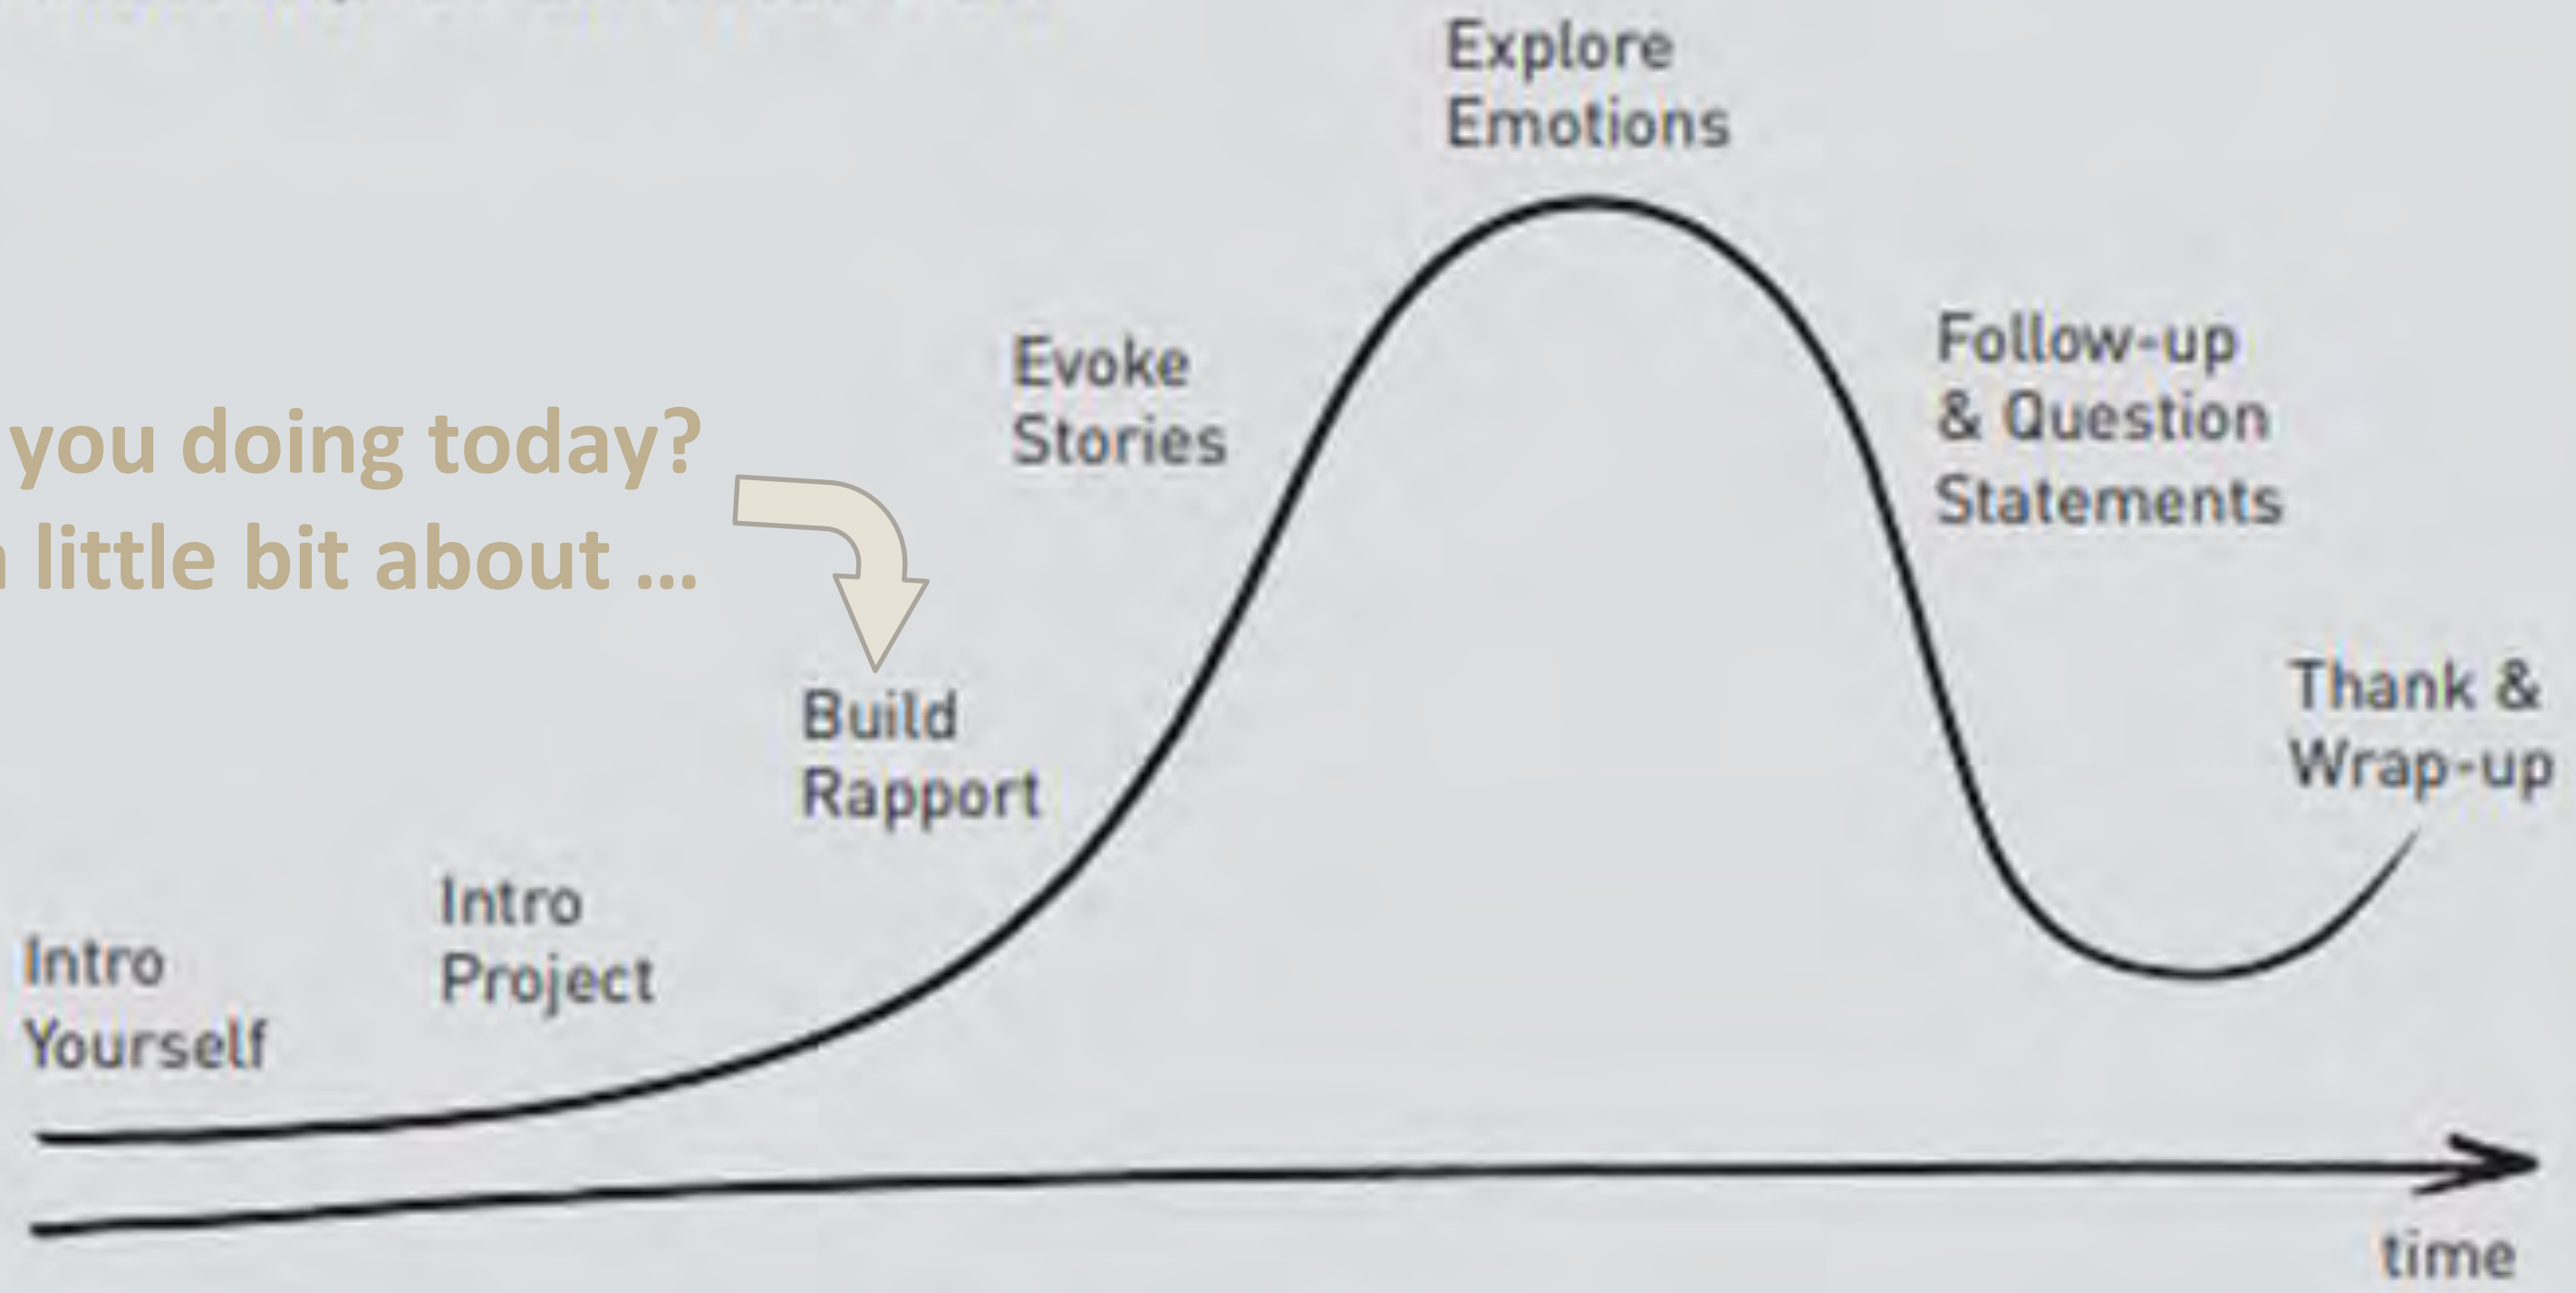 Explore
Emotions
Evoke
Stories
Follow-up
& Question
Statements
you doing today?
little bit about ...
Build
Rapport
Thank &
Wrap-up
Intro
Project
Intro
Yourself
time